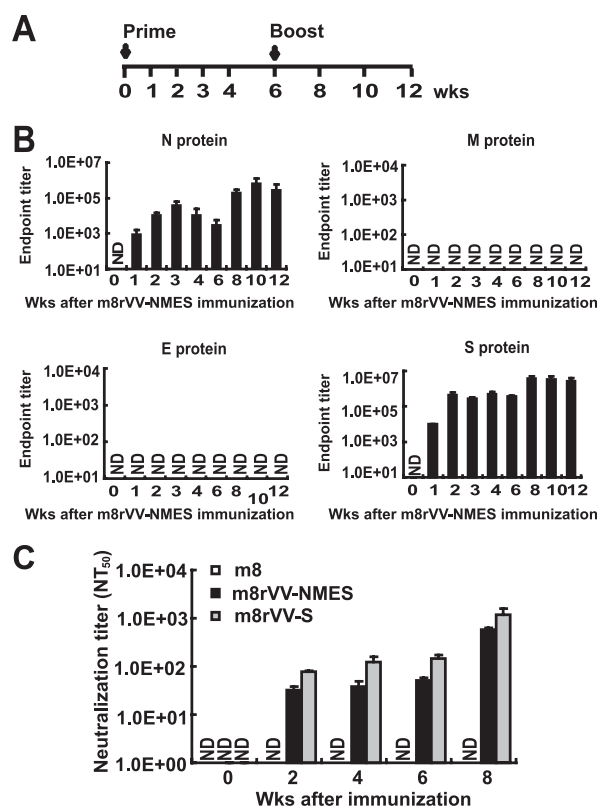 A
Prime Boost
0 1 2 3 4 6 8 10 12 wks
B
N protein
Endpoint titer
1.0E+07
1.0E+05
1.0E+03
1.0E+01
ND
0 1 2 3 4 6 8 10 12
Wks after m8rVV-NMES immunization
M protein
Endpoint titer
1.0E+04
1.0E+03
1.0E+02
1.0E+01
ND ND ND ND ND ND ND ND ND
0 1 2 3 4 6 8 10 12
Wks after m8rVV-NMES immunization
E protein
Endpoint titer
1.0E+04
1.0E+03
1.0E+02
1.0E+01
ND ND ND ND ND ND ND ND ND
0 1 2 3 4 6 8 10 12
Wks after m8rVV-NMES immunization
S protein
Endpoint titer
1.0E+07
1.0E+05
1.0E+03
1.0E+01
ND
0 1 2 3 4 6 8 10 12
Wks after m8rVV-NMES immunization
C
Neutralization titer (NT50)
1.0E+04
1.0E+03
1.0E+02
1.0E+01
1.0E+00
m8
m8rVV-NMES
m8rVV-S
ND ND ND ND ND ND ND
0 2 4 6 8
Wks after immunization